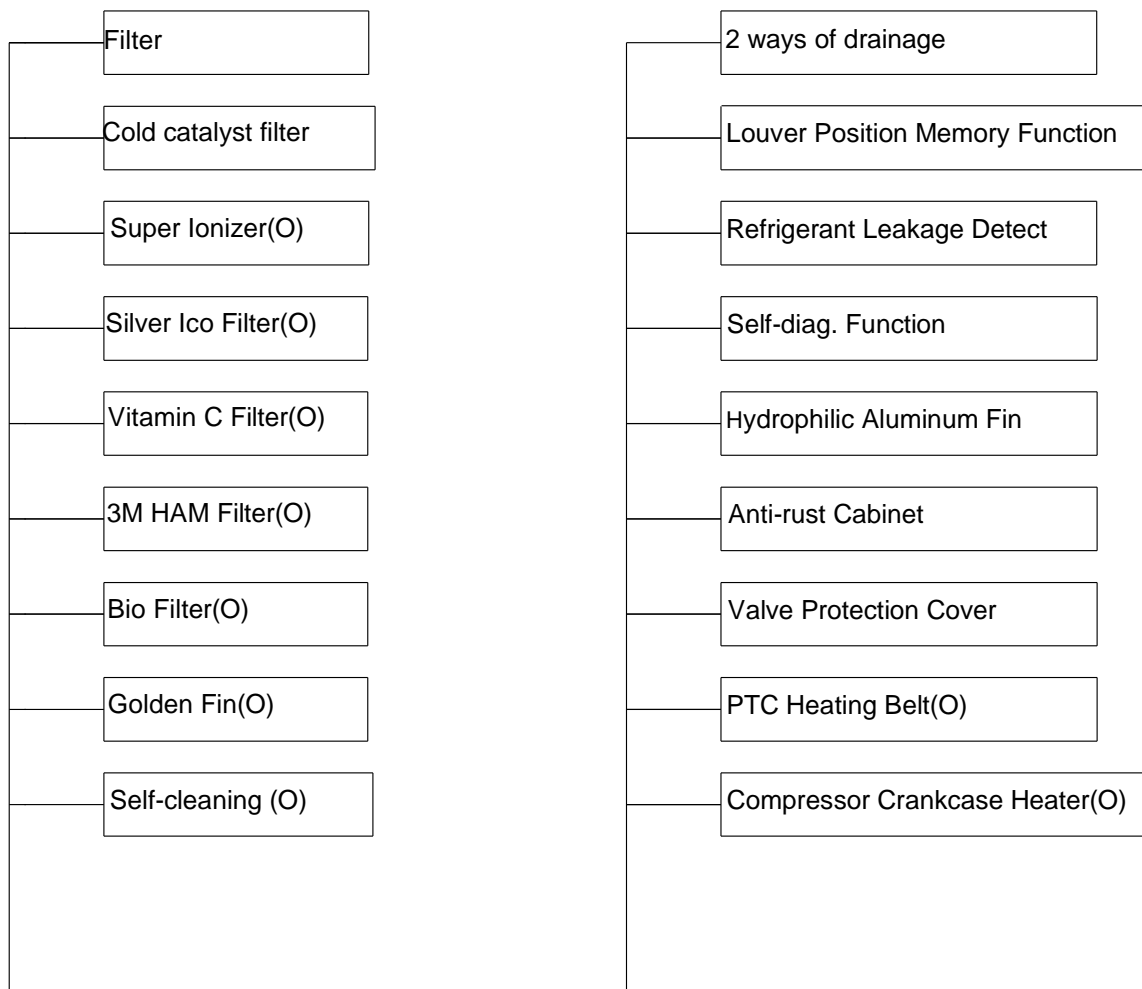 Filter
Cold catalyst filter
Super Ionizer(O)
Silver Ico Filter(O)
Vitamin C Filter(O)
3M HAM Filter(O)
Bio Filter(O)
Golden Fin(O)
Self-cleaning (O)
2 ways of drainage
Louver Position Memory Function
Refrigerant Leakage Detect
Self-diag. Function
Hydrophilic Aluminum Fin
Anti-rust Cabinet
Valve Protection Cover
PTC Heating Belt(O)
Compressor Crankcase Heater(O)